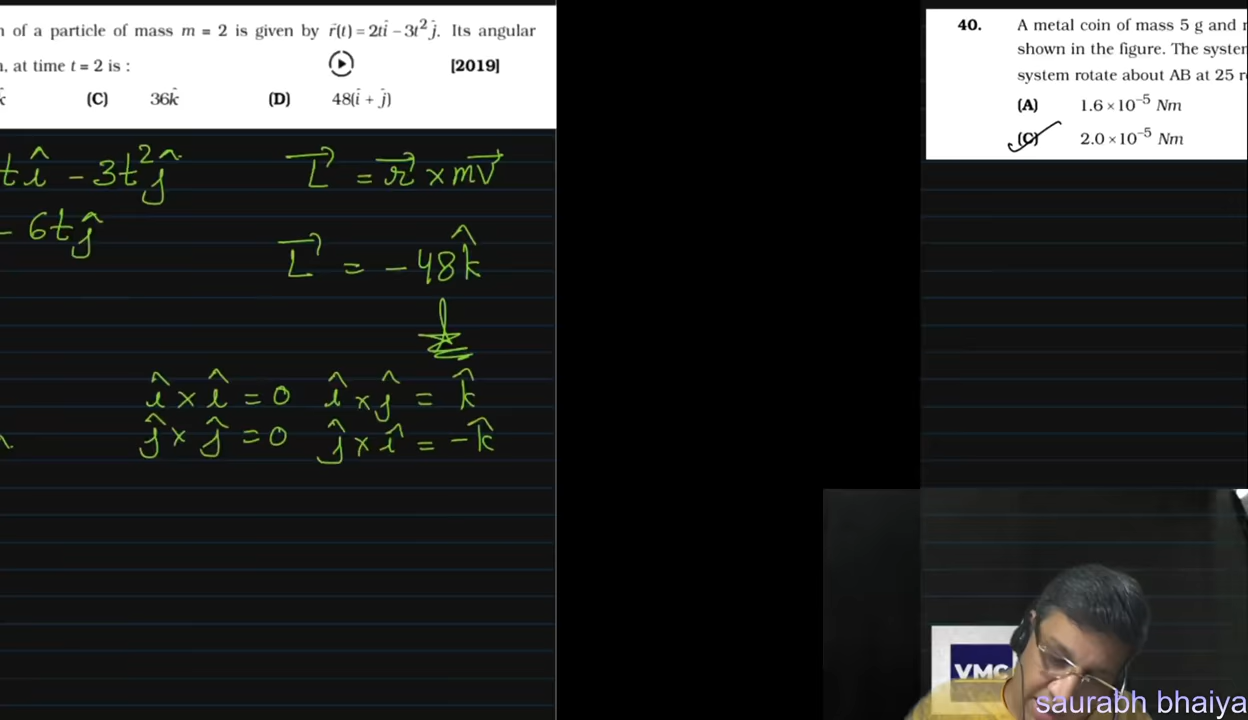 n of a particle of mass m = 2 is given by r⃗(t) = 2tî − 3t²ĵ. Its angular
, at time t = 2 is : [2019]
k̂ (C) 36k̂ (D) 48(î + ĵ)
tî − 3t²ĵ L⃗ = r⃗ × mv⃗
− 6tĵ
L⃗ = − 48k̂
î × î = 0 î × ĵ = k̂
ĵ × ĵ = 0 ĵ × î = −k̂
40. A metal coin of mass 5 g and
shown in the figure. The system
system rotate about AB at 25
(A) 1.6 × 10⁻⁵ Nm
(C) 2.0 × 10⁻⁵ Nm
VMC
saurabh bhaiya